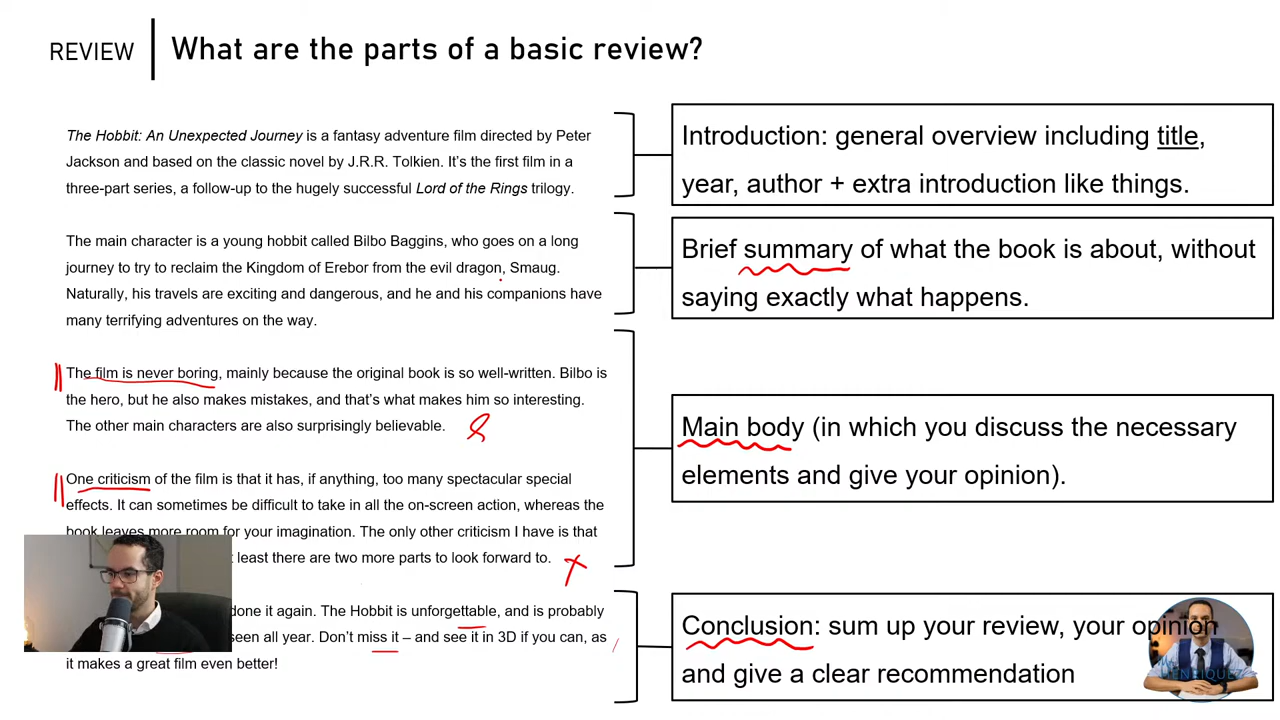 REVIEW
What are the parts of a basic review?
The Hobbit: An Unexpected Journey is a fantasy adventure film directed by Peter
Jackson and based on the classic novel by J.R.R. Tolkien. It's the first film in a
three-part series, a follow-up to the hugely successful Lord of the Rings trilogy.
The main character is a young hobbit called Bilbo Baggins, who goes on a long
journey to try to reclaim the Kingdom of Erebor from the evil dragon, Smaug.
Naturally, his travels are exciting and dangerous, and he and his companions have
many terrifying adventures on the way.
The film is never boring, mainly because the original book is so well-written. Bilbo is
the hero, but he also makes mistakes, and that's what makes him so interesting.
The other main characters are also surprisingly believable.
One criticism of the film is that it has, if anything, too many spectacular special
effects. It can sometimes be difficult to take in all the on-screen action, whereas the
book leaves more room for your imagination. The only other criticism I have is that
least there are two more parts to look forward to.
done it again. The Hobbit is unforgettable, and is probably
seen all year. Don't miss it – and see it in 3D if you can, as
it makes a great film even better!
Introduction: general overview including title,
year, author + extra introduction like things.
Brief summary of what the book is about, without
saying exactly what happens.
Main body (in which you discuss the necessary
elements and give your opinion).
Conclusion: sum up your review, your opinion
and give a clear recommendation